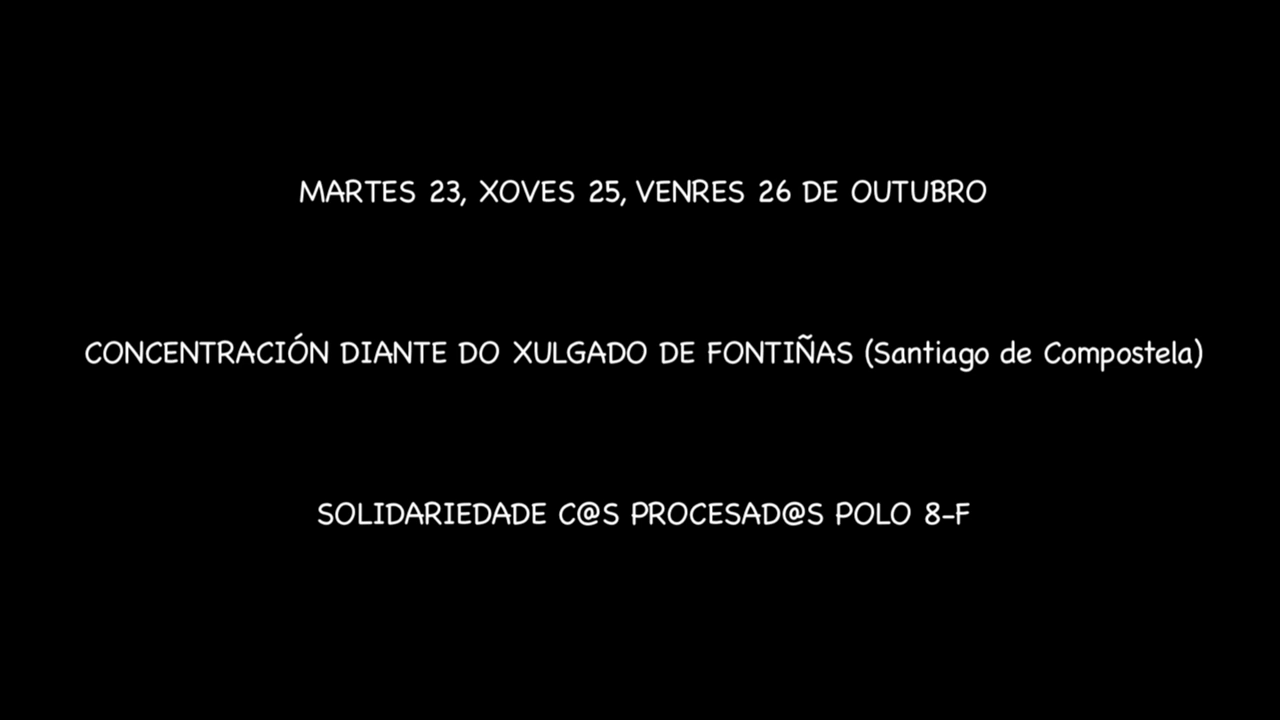 MARTES 23, XOVES 25, VENRES 26 DE OUTUBRO
CONCENTRACIÓN DIANTE DO XULGADO DE FONTIÑAS (Santiago de Compostela)
SOLIDARIEDADE C@S PROCESAD@S POLO 8-F